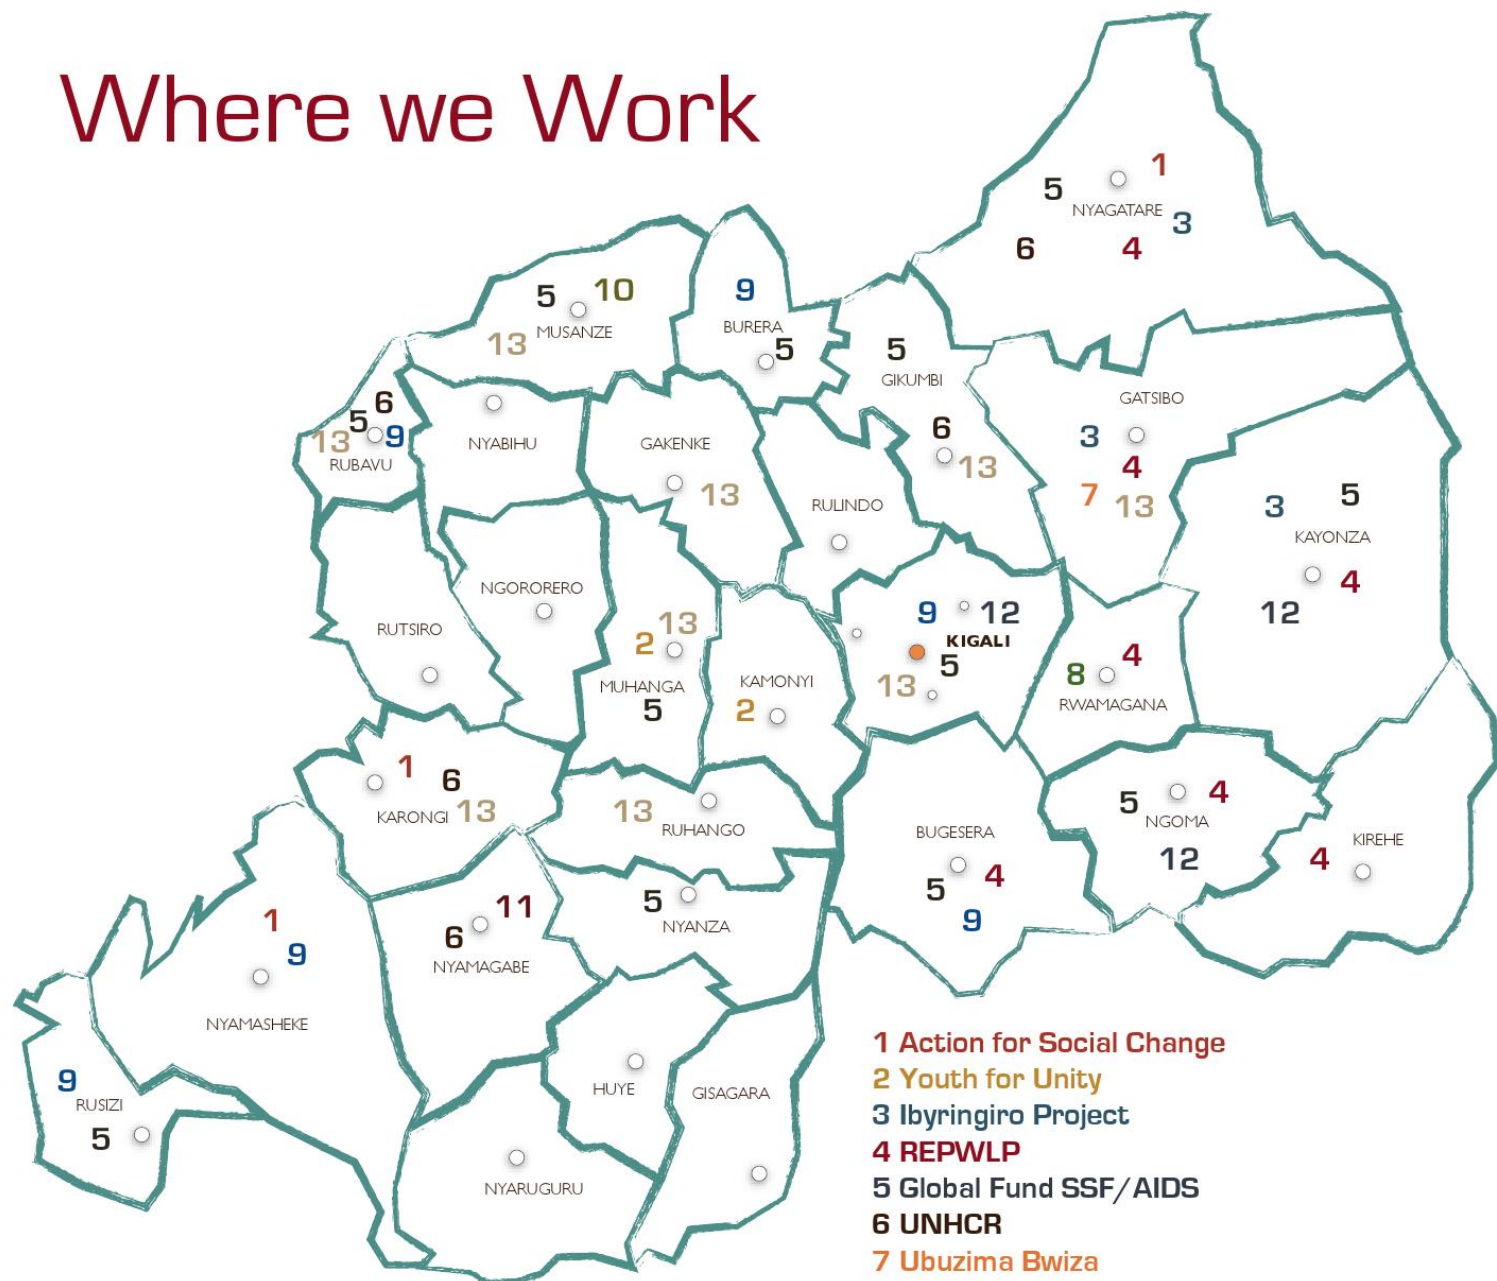 Where we Work
1
5
NYAGATARE
3
6
4
5
10
MUSANZE
13
9
BURERA
5
5
GIKUMBI
6
13
GATSIBO
3
4
7
13
6
5
13
9
RUBAVU
NYABIHU
GAKENKE
13
RULINDO
3
5
KAYONZA
4
12
NGORORERO
RUTSIRO
13
2
MUHANGA
5
KAMONYI
2
9
12
KIGALI
5
13
4
8
RWAMAGANA
1
6
KARONGI
13
13
RUHANGO
BUGESERA
5
4
9
5
4
NGOMA
12
KIREHE
4
1
9
NYAMASHEKE
11
6
NYAMAGABE
5
NYANZA
9
RUSIZI
5
HUYE
GISAGARA
NYARUGURU
1 Action for Social Change
2 Youth for Unity
3 Ibyringiro Project
4 REPWLP
5 Global Fund SSF/AIDS
6 UNHCR
7 Ubuzima Bwiza